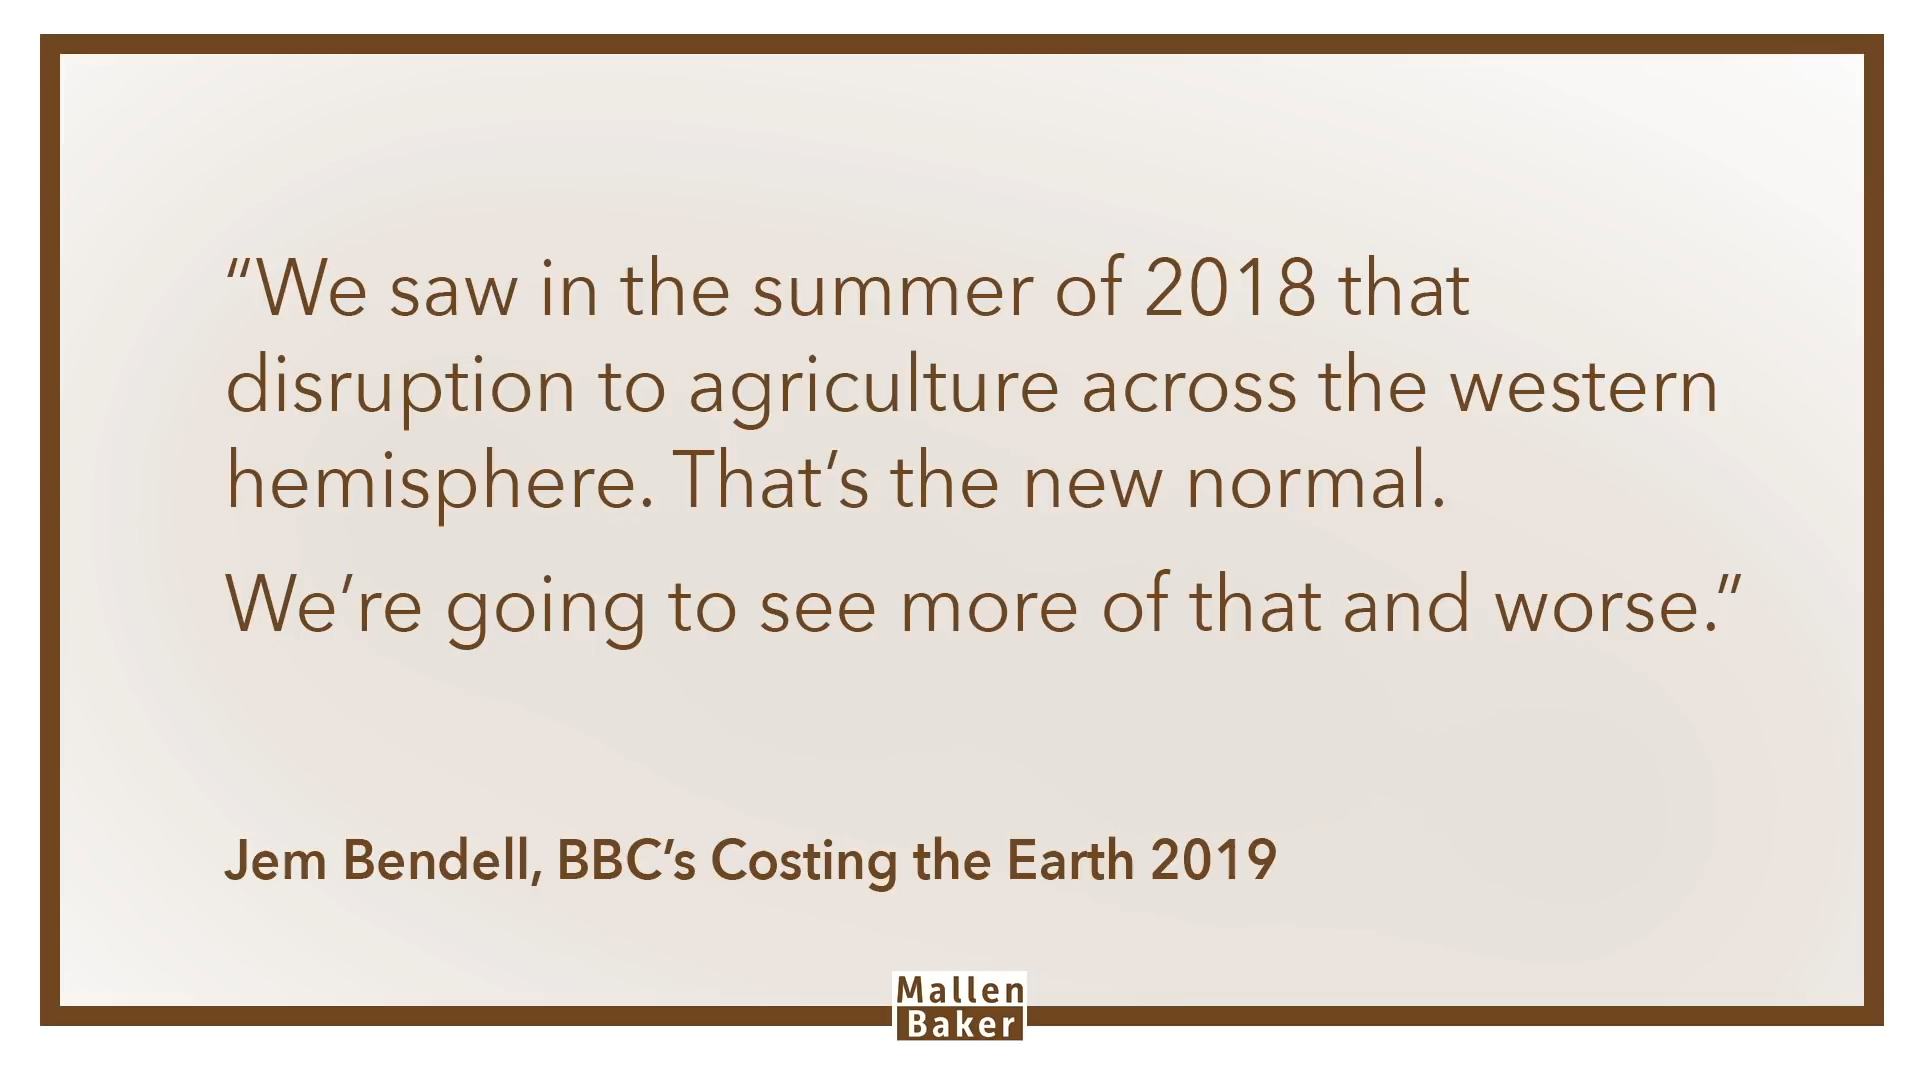 “We saw in the summer of 2018 that
disruption to agriculture across the western
hemisphere. That’s the new normal.
We’re going to see more of that and worse.”
Jem Bendell, BBC’s Costing the Earth 2019
Mallen
Baker